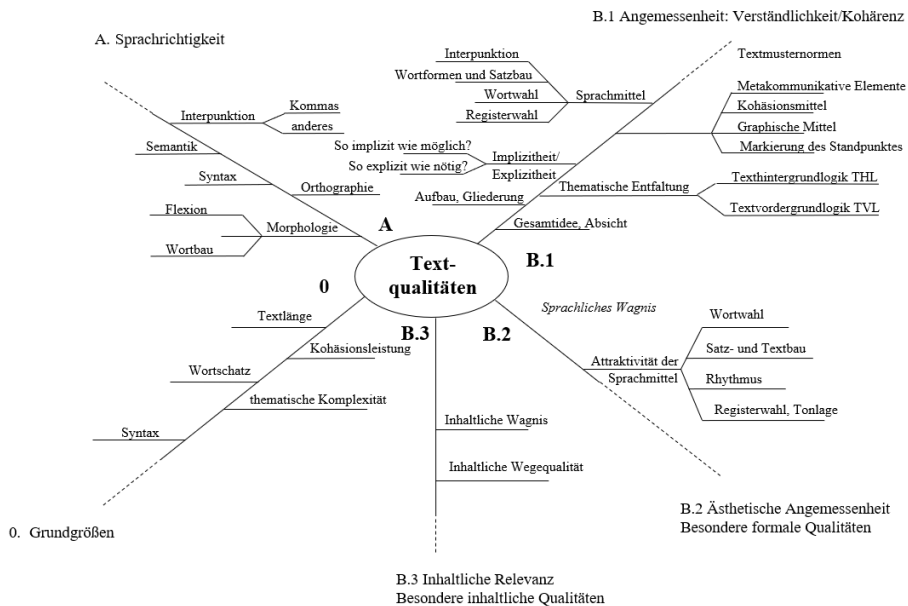 B.1 Angemessenheit: Verständlichkeit/Kohärenz
A. Sprachrichtigkeit
Interpunktion
Kommas
anderes
Semantik
Syntax
Orthographie
Flexion
Morphologie
Wortbau
A
Interpunktion
Wortformen und Satzbau
Wortwahl
Registerwahl
Sprachmittel
So implizit wie möglich?
So explizit wie nötig?
Implizitheit/
Explizitheit
Aufbau, Gliederung
Textmusternormen
Metakommunikative Elemente
Kohäsionsmittel
Graphische Mittel
Markierung des Standpunktes
Thematische Entfaltung
Texthintergrundlogik THL
Textvordergrundlogik TVL
Gesamtidee, Absicht
B.1
Text-
qualitäten
0
Textlänge
Kohäsionsleistung
Wortschatz
thematische Komplexität
Syntax
0. Grundgrößen
B.3
Inhaltliche Wagnis
Inhaltliche Wegequalität
B.3 Inhaltliche Relevanz
Besondere inhaltliche Qualitäten
B.2
Sprachliches Wagnis
Attraktivität der
Sprachmittel
Wortwahl
Satz- und Textbau
Rhythmus
Registerwahl, Tonlage
B.2 Ästhetische Angemessenheit
Besondere formale Qualitäten